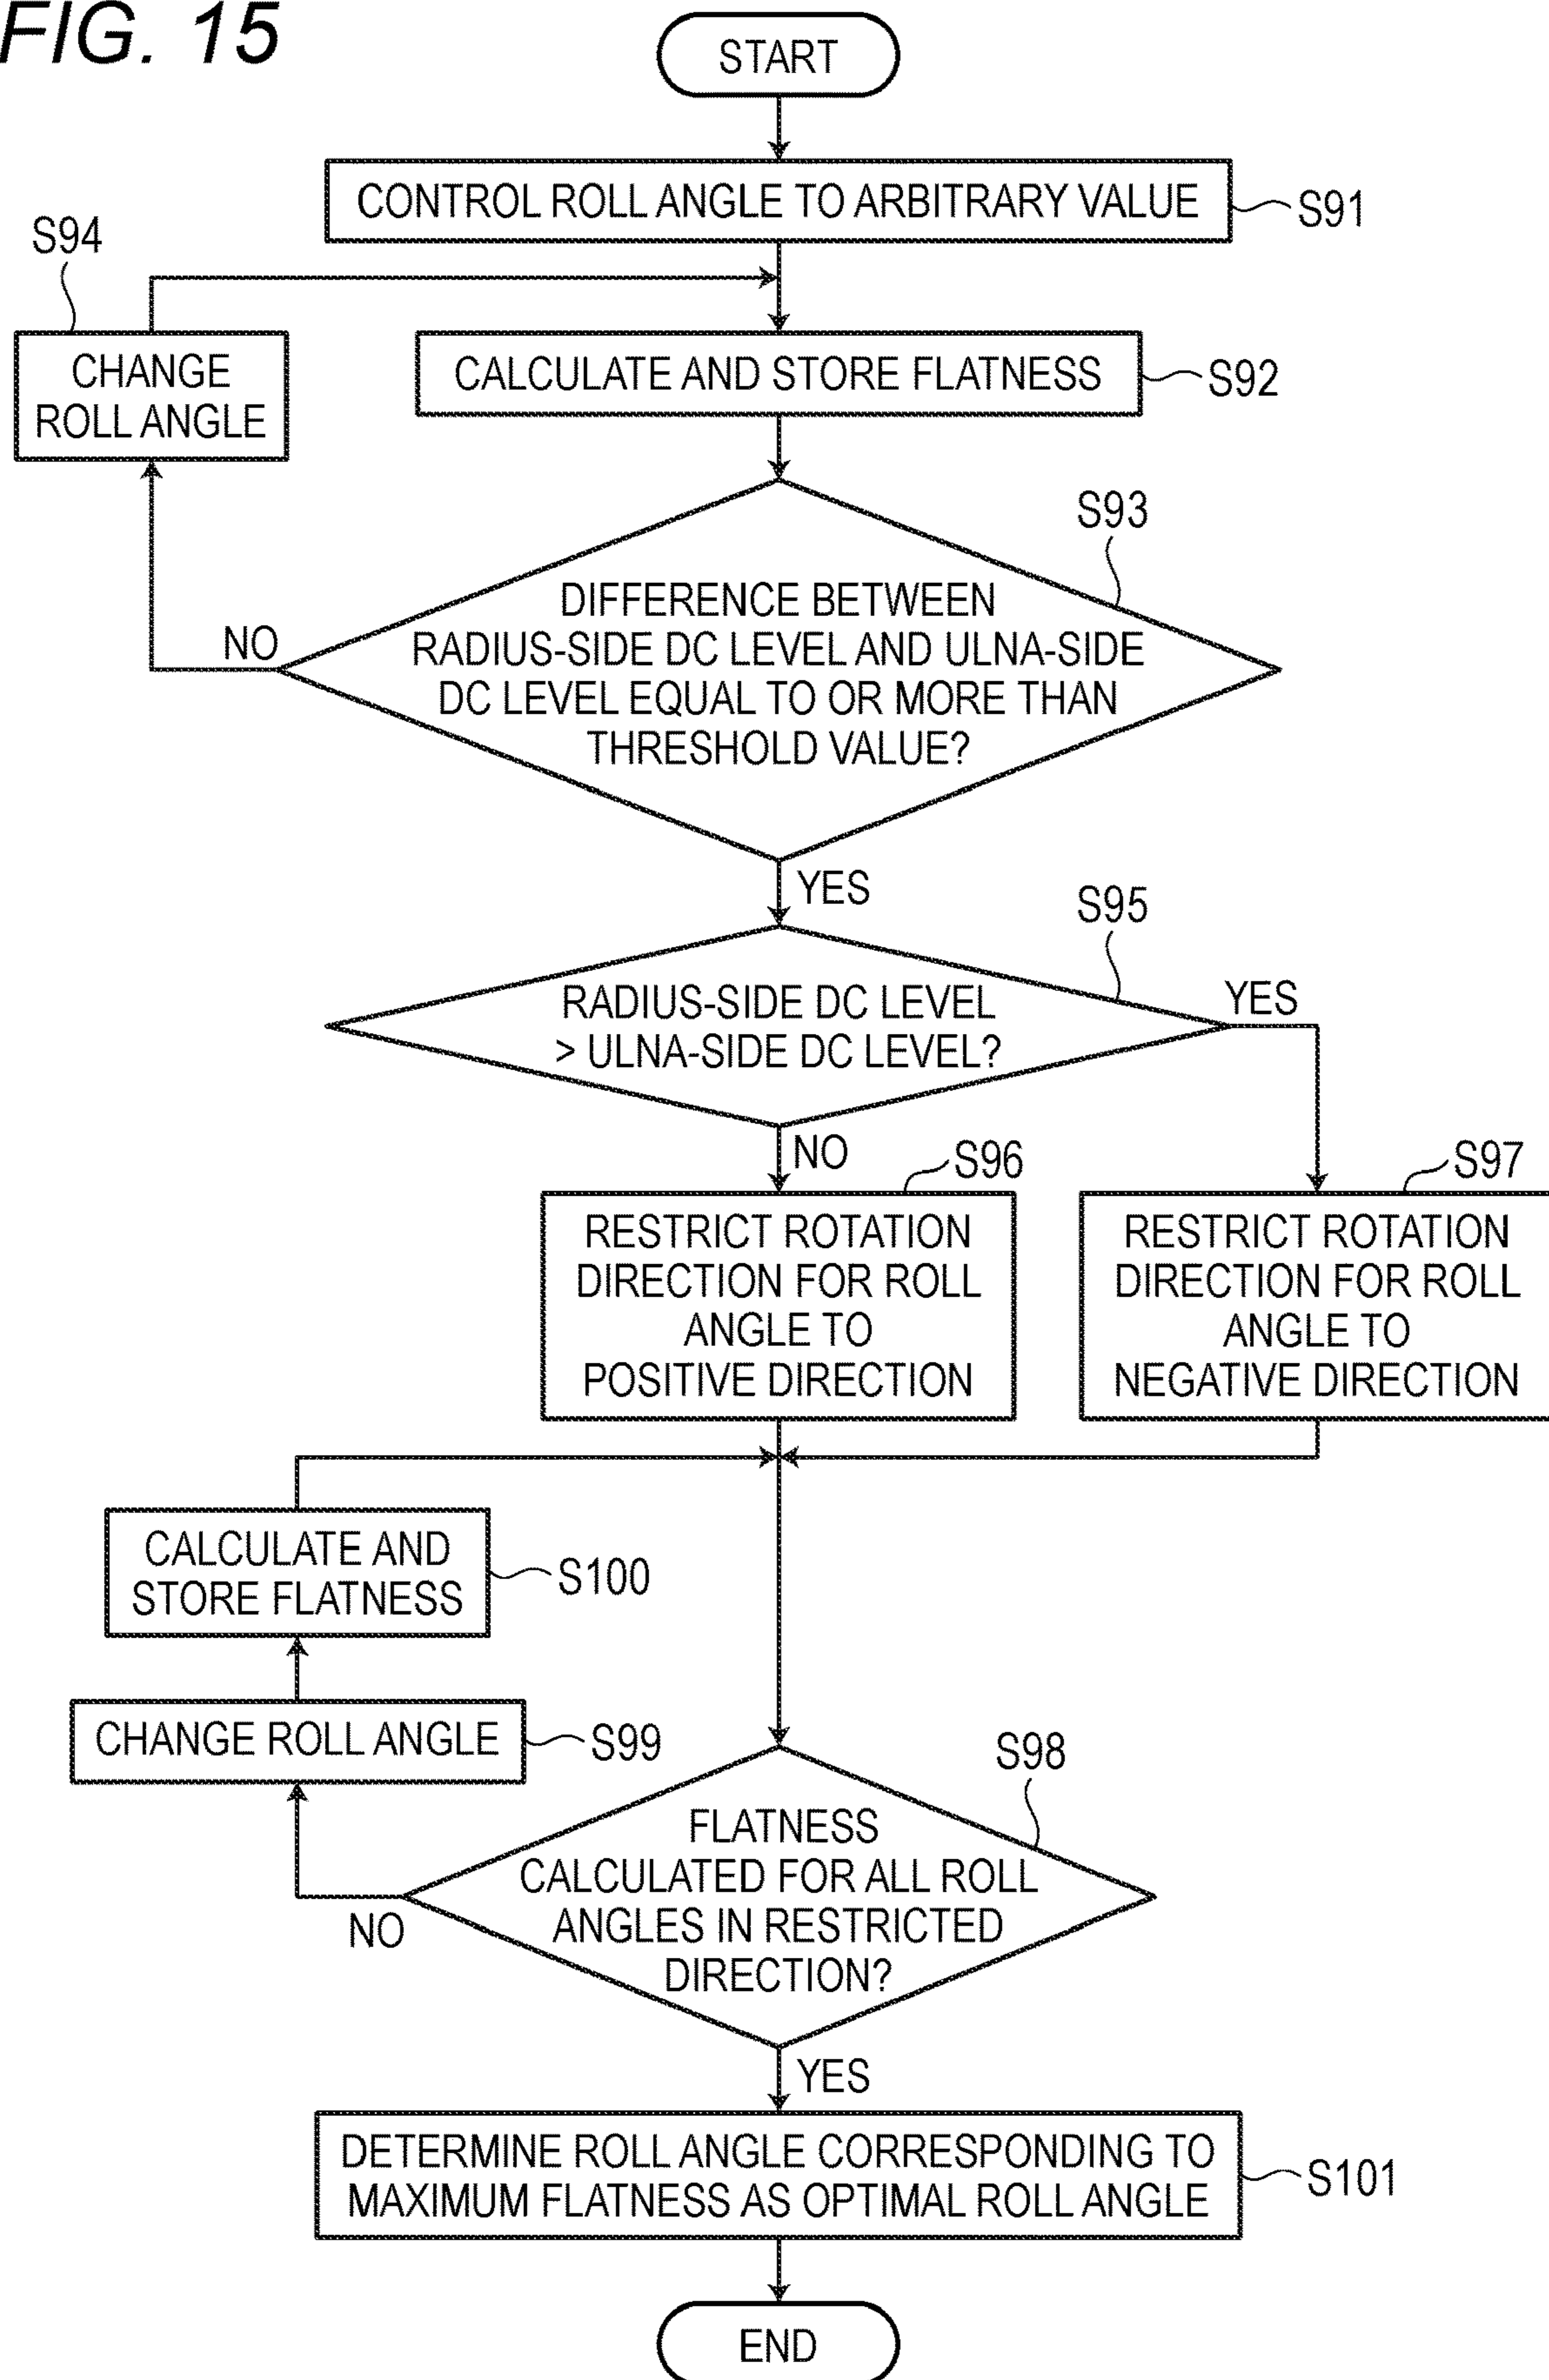 FIG. 15
START
CONTROL ROLL ANGLE TO ARBITRARY VALUE
S91
S94
CHANGE
ROLL ANGLE
CALCULATE AND STORE FLATNESS
S92
S93
DIFFERENCE BETWEEN
RADIUS-SIDE DC LEVEL AND ULNA-SIDE
DC LEVEL EQUAL TO OR MORE THAN
THRESHOLD VALUE?
NO
YES
S95
RADIUS-SIDE DC LEVEL
> ULNA-SIDE DC LEVEL?
YES
NO
S96
RESTRICT ROTATION
DIRECTION FOR ROLL
ANGLE TO
POSITIVE DIRECTION
S97
RESTRICT ROTATION
DIRECTION FOR ROLL
ANGLE TO
NEGATIVE DIRECTION
CALCULATE AND
STORE FLATNESS
S100
CHANGE ROLL ANGLE
S99
S98
FLATNESS
CALCULATED FOR ALL ROLL
ANGLES IN RESTRICTED
DIRECTION?
NO
YES
DETERMINE ROLL ANGLE CORRESPONDING TO
MAXIMUM FLATNESS AS OPTIMAL ROLL ANGLE
S101
END